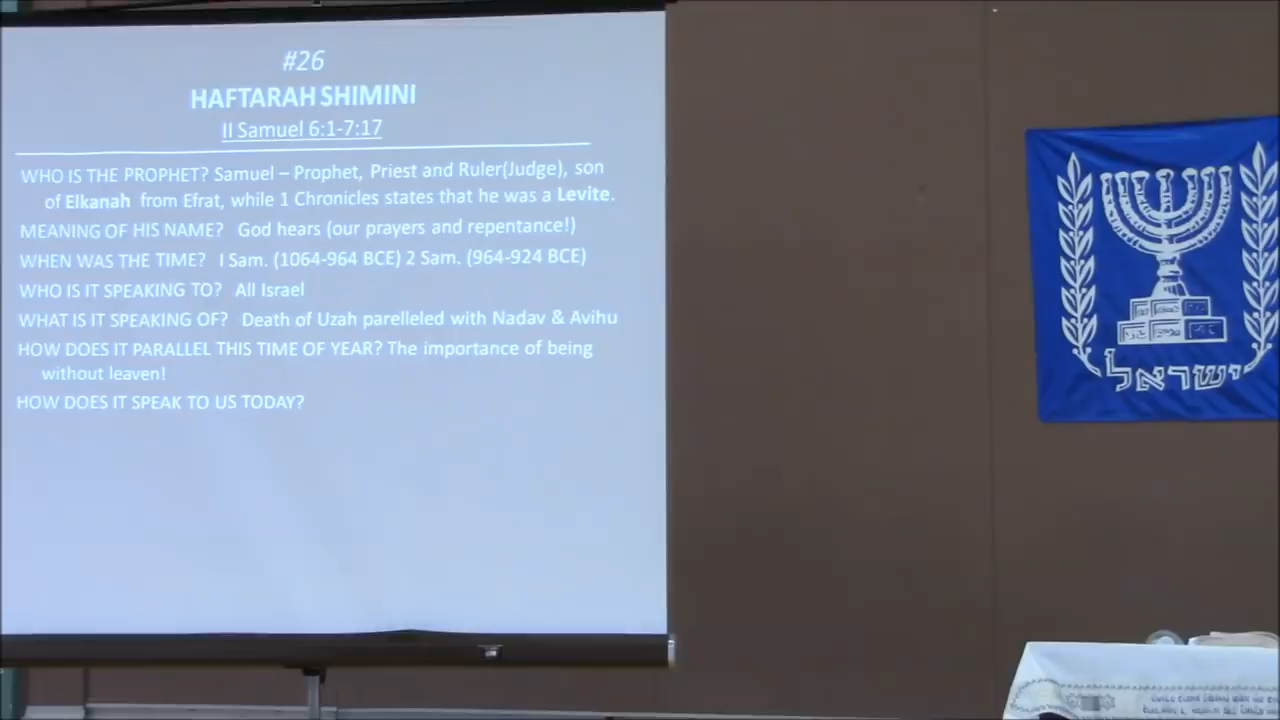 #26
HAFTARAH SHIMINI
II Samuel 6:1-7:17
WHO IS THE PROPHET? Samuel – Prophet, Priest and Ruler(Judge), son
of Elkanah from Efrat, while 1 Chronicles states that he was a Levite.
MEANING OF HIS NAME? God hears (our prayers and repentance!)
WHEN WAS THE TIME? I Sam. (1064-964 BCE) 2 Sam. (964-924 BCE)
WHO IS IT SPEAKING TO? All Israel
WHAT IS IT SPEAKING OF? Death of Uzah parelleled with Nadav & Avihu
HOW DOES IT PARALLEL THIS TIME OF YEAR? The importance of being
without leaven!
HOW DOES IT SPEAK TO US TODAY?
ישראל